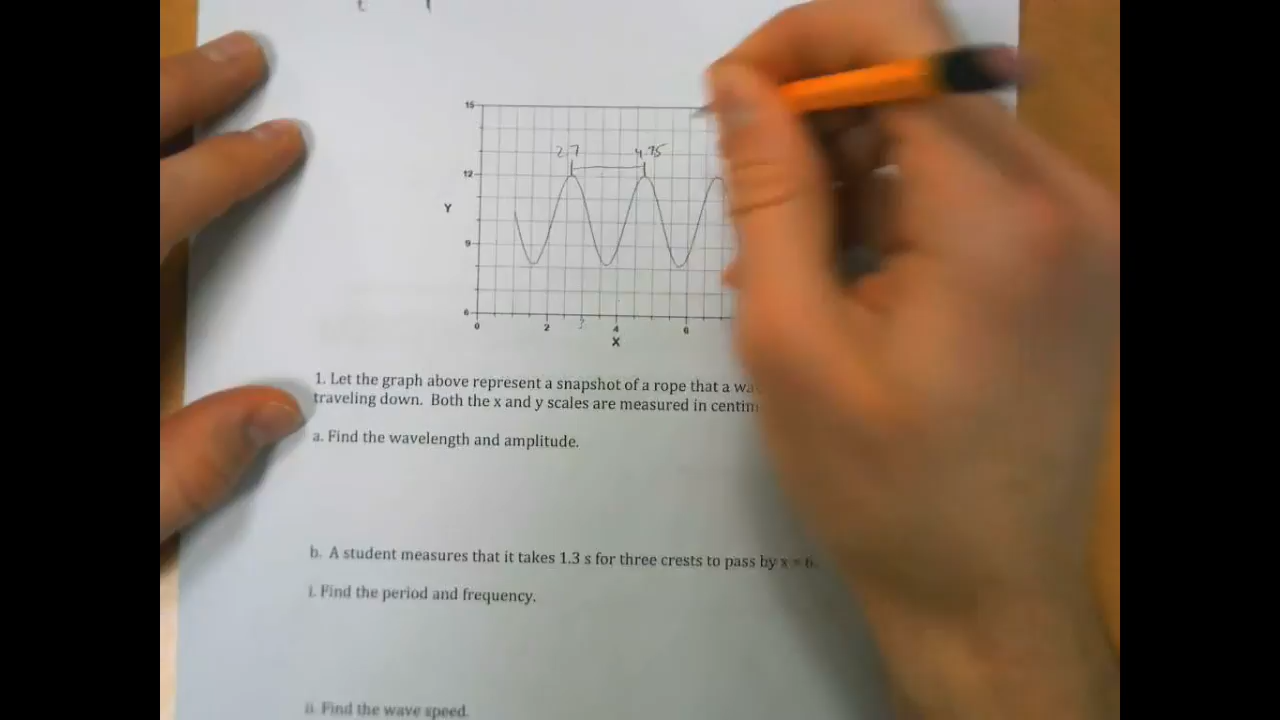 15
2.7 4.75
12
Y
9
6
0 2 3 4 6
X
1. Let the graph above represent a snapshot of a rope that a
traveling down. Both the x and y scales are measured in
a. Find the wavelength and amplitude.
b. A student measures that it takes 1.3 s for three crests to pass by x = 6.
i. Find the period and frequency.
ii. Find the wave speed.